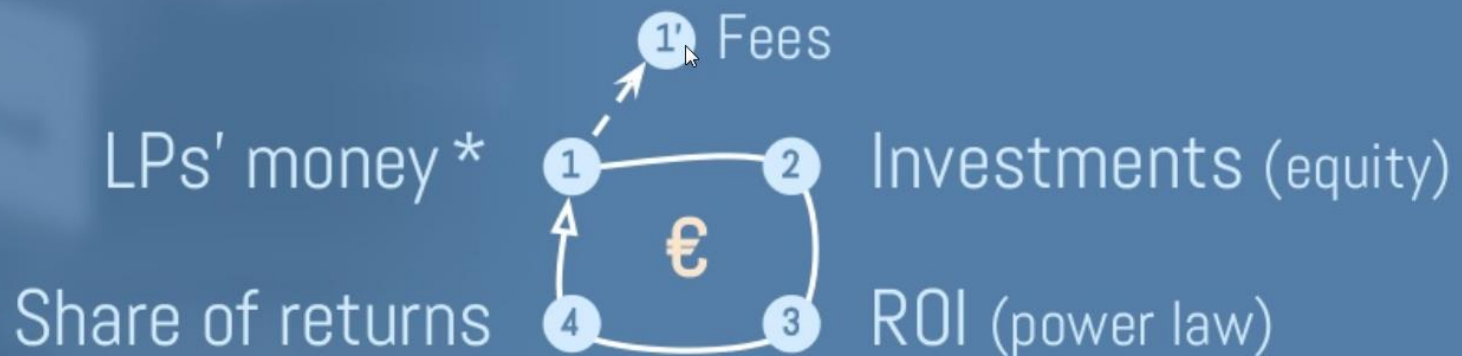 1' Fees
LPs' money * 1 2 Investments (equity)
€
Share of returns 4 3 ROI (power law)